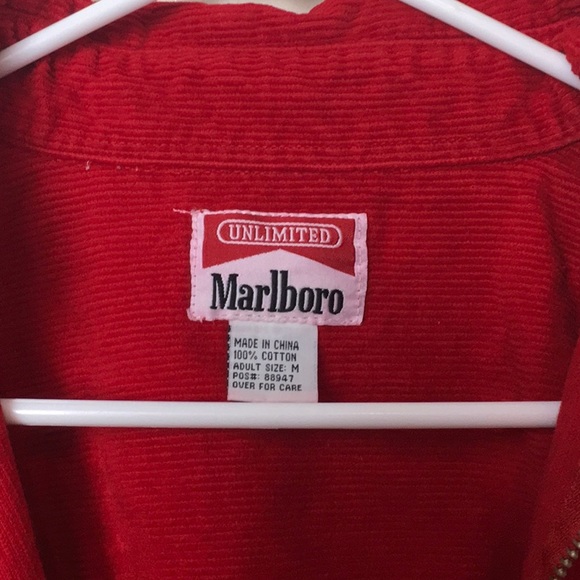 UNLIMITED
Marlboro
MADE IN CHINA
100% COTTON
ADULT SIZE: M
POS#: 88947
OVER FOR CARE